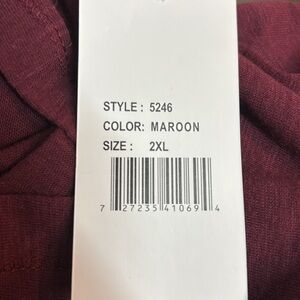 STYLE : 5246
COLOR: MAROON
SIZE : 2XL
7 27235 41069 4